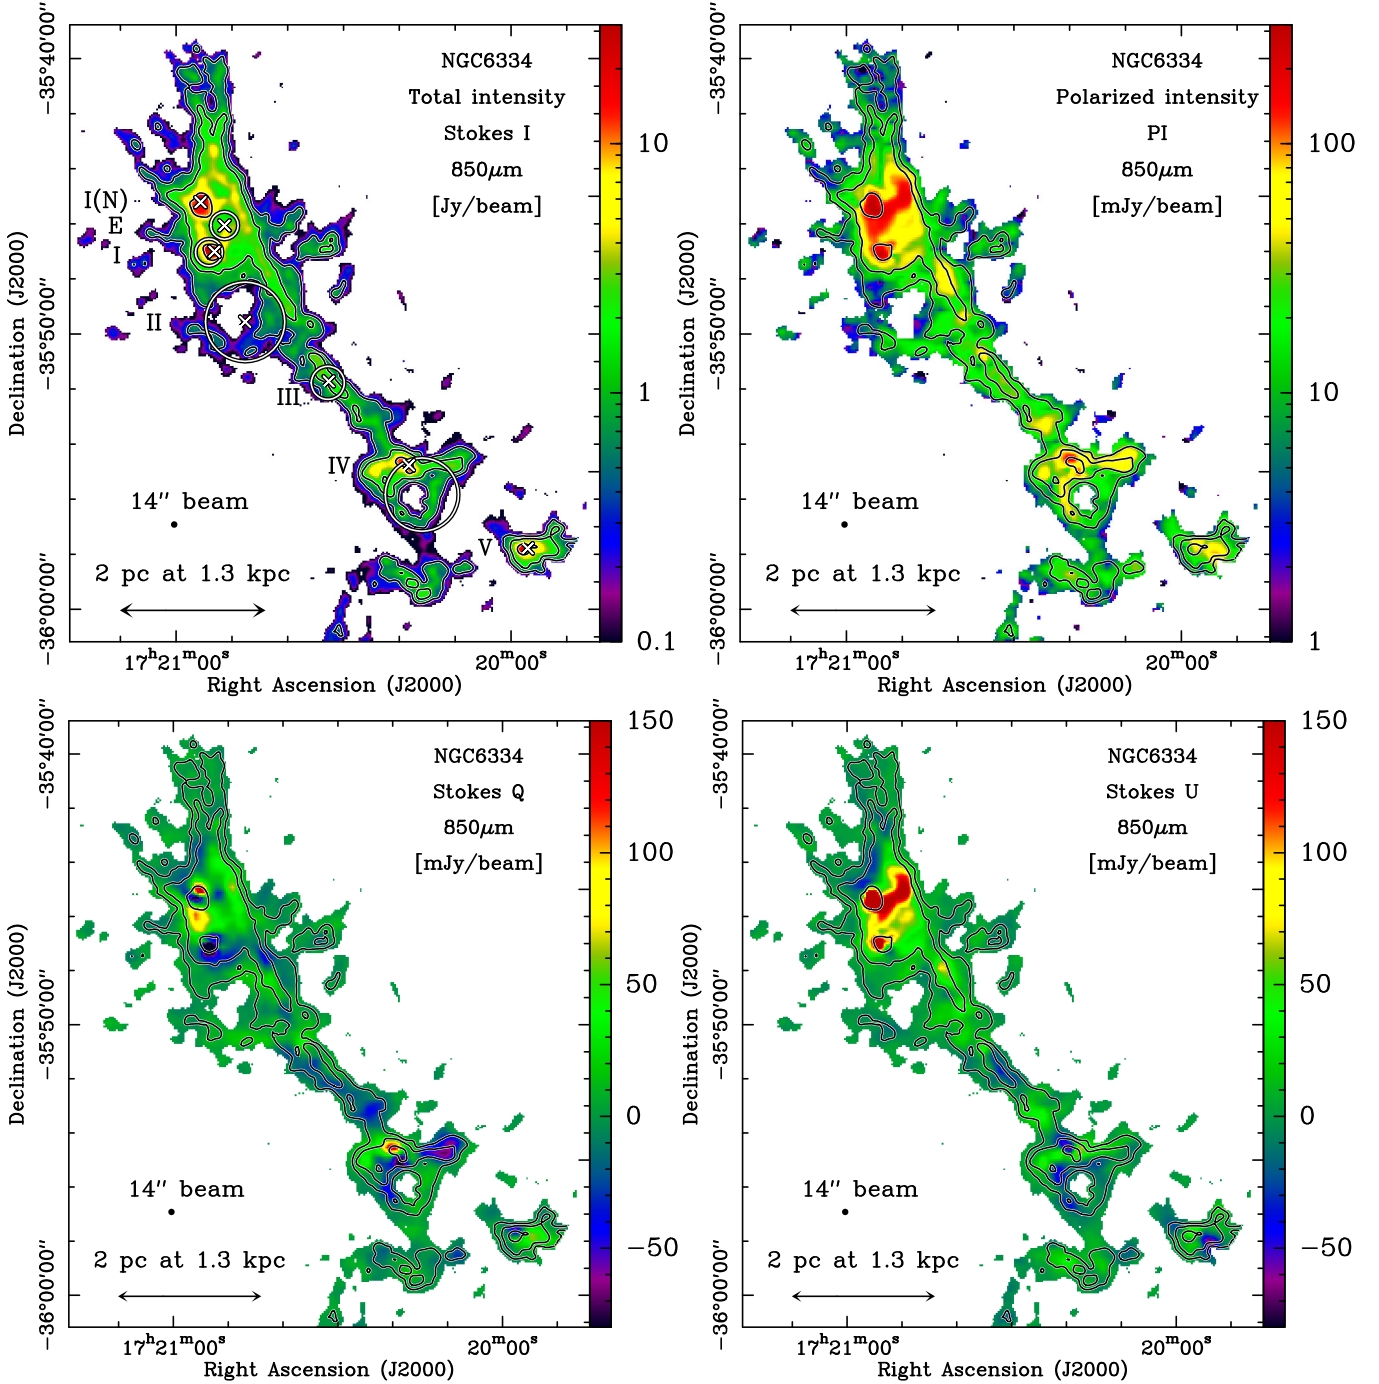 NGC6334
Total intensity
Stokes I
850μm
[Jy/beam]
I(N)
E
I
II
III
IV
V
14″ beam
2 pc at 1.3 kpc
−35°40′00″
−35°50′00″
−36°00′00″
Declination (J2000)
17ʰ21ᵐ00ˢ
20ᵐ00ˢ
Right Ascension (J2000)
10
1
0.1
NGC6334
Polarized intensity
PI
850μm
[mJy/beam]
14″ beam
2 pc at 1.3 kpc
−35°40′00″
−35°50′00″
−36°00′00″
Declination (J2000)
17ʰ21ᵐ00ˢ
20ᵐ00ˢ
Right Ascension (J2000)
100
10
1
NGC6334
Stokes Q
850μm
[mJy/beam]
14″ beam
2 pc at 1.3 kpc
−35°40′00″
−35°50′00″
−36°00′00″
Declination (J2000)
17ʰ21ᵐ00ˢ
20ᵐ00ˢ
Right Ascension (J2000)
150
100
50
0
−50
NGC6334
Stokes U
850μm
[mJy/beam]
14″ beam
2 pc at 1.3 kpc
−35°40′00″
−35°50′00″
−36°00′00″
Declination (J2000)
17ʰ21ᵐ00ˢ
20ᵐ00ˢ
Right Ascension (J2000)
150
100
50
0
−50